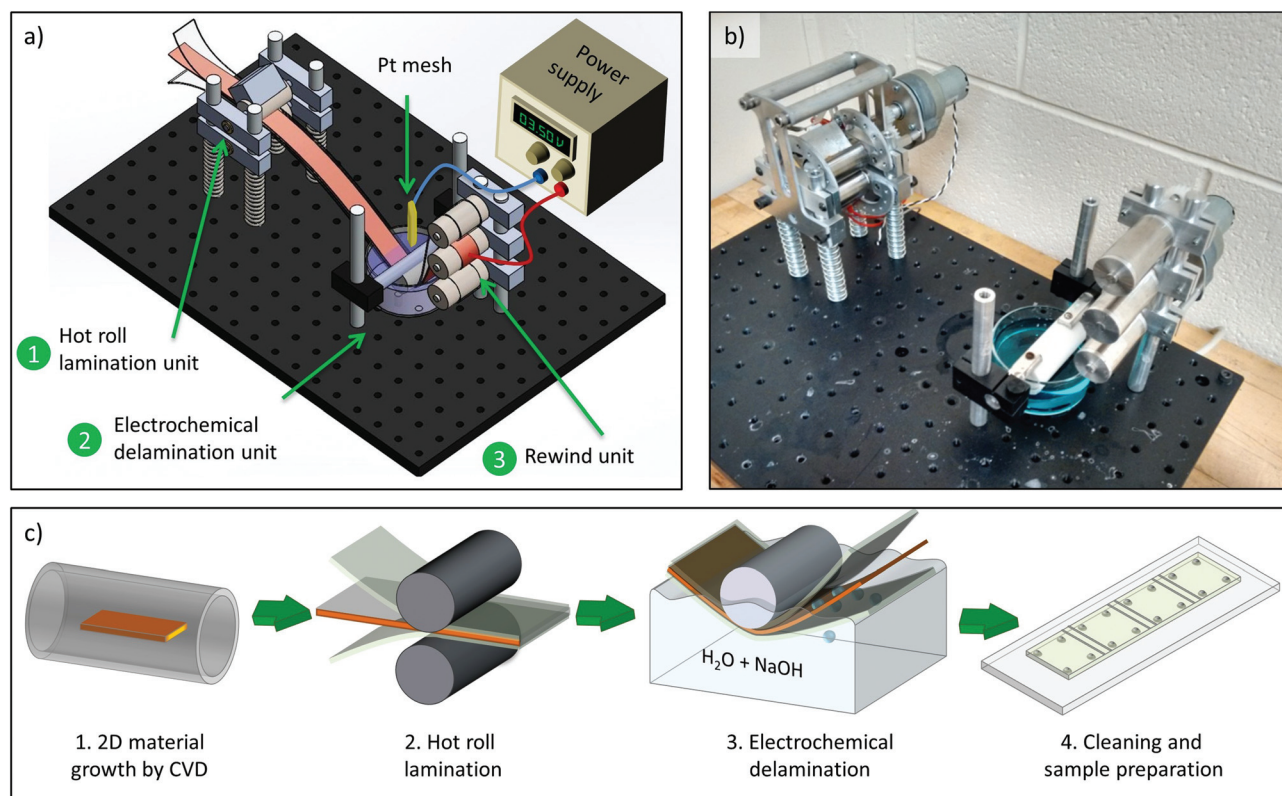 a)
Pt mesh
Power
supply
03.50V
1
Hot roll
lamination unit
2
Electrochemical
delamination unit
3
Rewind unit
b)
c)
H₂O + NaOH
1. 2D material
growth by CVD
2. Hot roll
lamination
3. Electrochemical
delamination
4. Cleaning and
sample preparation